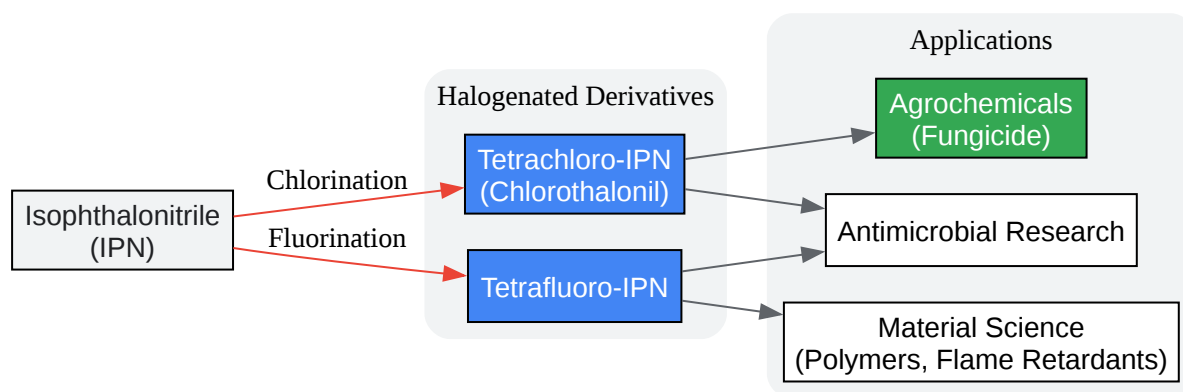 Applications
Halogenated Derivatives
Agrochemicals
(Fungicide)
Tetrachloro-IPN
(Chlorothalonil)
Chlorination
Isophthalonitrile
(IPN)
Fluorination
Antimicrobial Research
Tetrafluoro-IPN
Material Science
(Polymers, Flame Retardants)